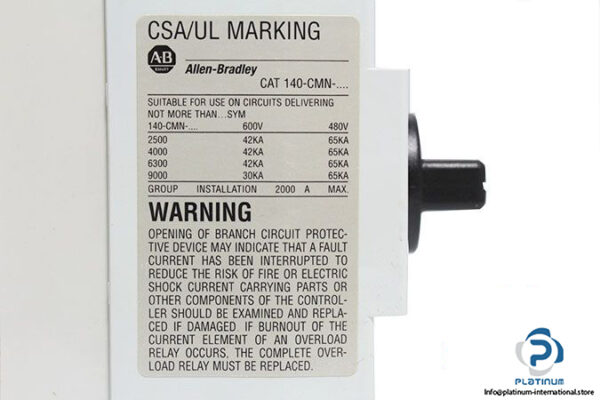 CSA/UL MARKING
A-B
Allen-Bradley
CAT 140-CMN-....
SUITABLE FOR USE ON CIRCUITS DELIVERING
NOT MORE THAN...SYM
140-CMN-.... 600V 480V
2500 42KA 65KA
4000 42KA 65KA
6300 42KA 65KA
9000 30KA 65KA
GROUP INSTALLATION 2000 A MAX.
WARNING
OPENING OF BRANCH CIRCUIT PROTEC-
TIVE DEVICE MAY INDICATE THAT A FAULT
CURRENT HAS BEEN INTERRUPTED TO
REDUCE THE RISK OF FIRE OR ELECTRIC
SHOCK CURRENT CARRYING PARTS OR
OTHER COMPONENTS OF THE CONTROL-
LER SHOULD BE EXAMINED AND REPLA-
CED IF DAMAGED. IF BURNOUT OF THE
CURRENT ELEMENT OF AN OVERLOAD
RELAY OCCURS, THE COMPLETE OVER-
LOAD RELAY MUST BE REPLACED.
PLATINUM
Info@platinum-international.store